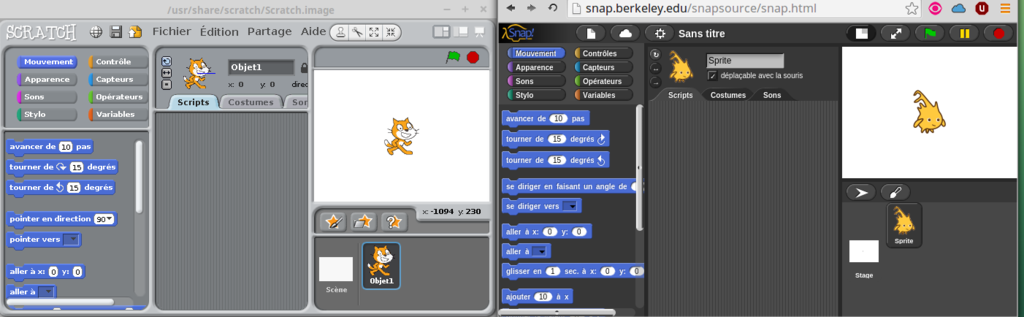 /usr/share/scratch/Scratch.image
SCRATCH
Fichier Édition Partage Aide
Mouvement
Contrôle
Apparence
Capteurs
Sons
Opérateurs
Stylo
Variables
Objet1
x: 0 y: 0
Scripts Costumes Son
avancer de 10 pas
tourner de 15 degrés
tourner de 15 degrés
pointer en direction 90
pointer vers
aller à x: 0 y: 0
aller à
x: -1094 y: 230
Scène
Objet1
snap.berkeley.edu/snapsource/snap.html
Snap!
Sans titre
Mouvement
Contrôles
Apparence
Capteurs
Sons
Opérateurs
Stylo
Variables
Sprite
déplaçable avec la souris
Scripts Costumes Sons
avancer de 10 pas
tourner de 15 degrés
tourner de 15 degrés
se diriger en faisant un angle de
se diriger vers
aller à x: 0 y: 0
aller à
glisser en 1 sec. à x: 0 y: 0
ajouter 10 à x
Sprite
Stage